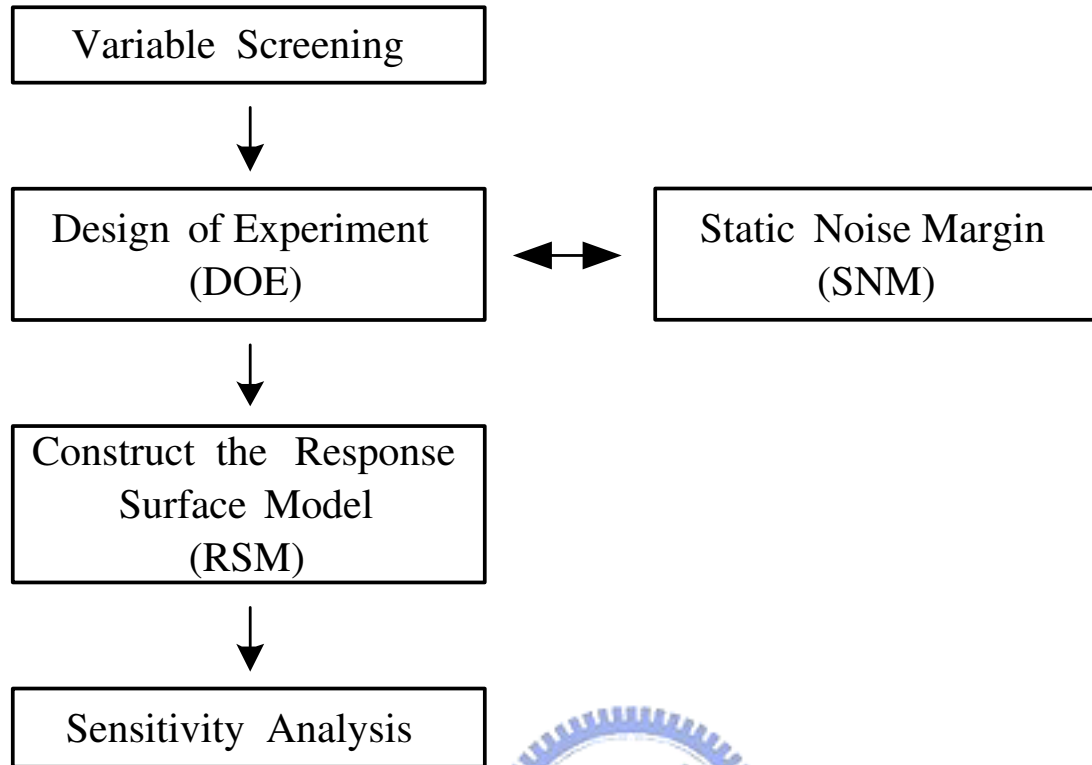 Variable Screening
Design of Experiment
(DOE)
Static Noise Margin
(SNM)
Construct the Response
Surface Model
(RSM)
Sensitivity Analysis